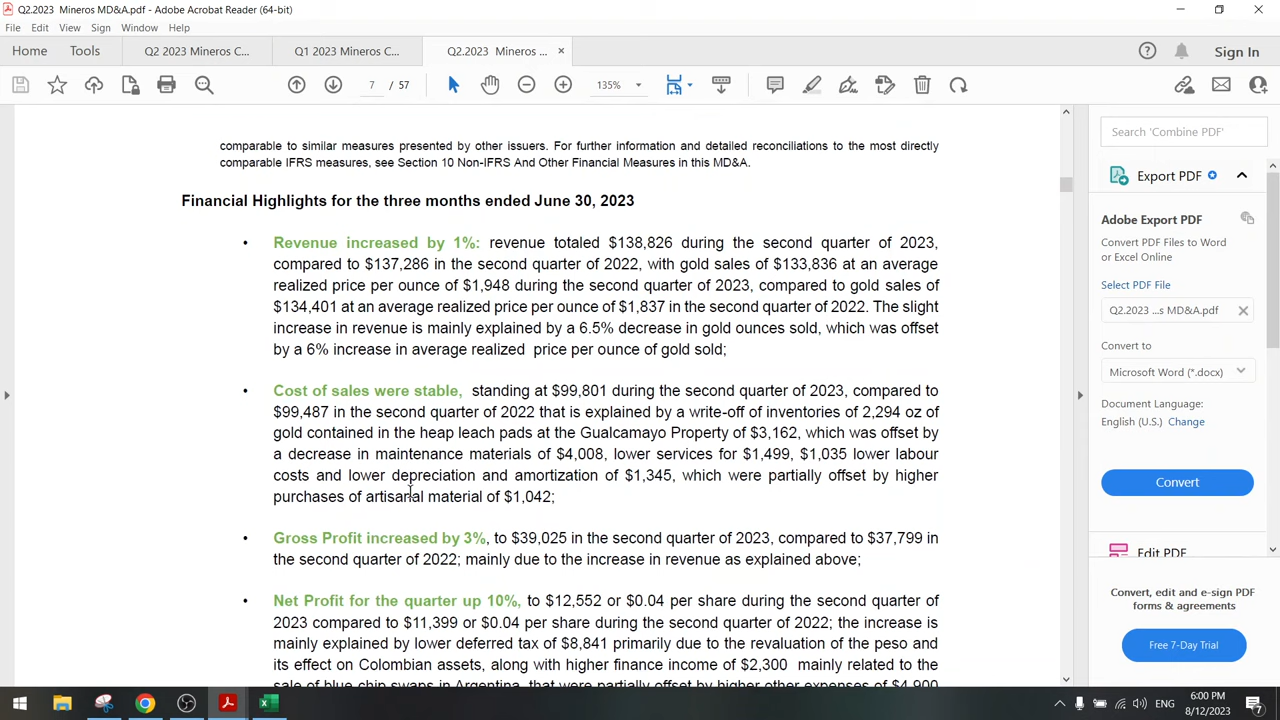 Q2.2023 Mineros MD&A.pdf - Adobe Acrobat Reader (64-bit)
File Edit View Sign Window Help
Home Tools Q2 2023 Mineros C... Q1 2023 Mineros C... Q2.2023 Mineros ... × Sign In
7 / 57 135%
Search 'Combine PDF'
comparable to similar measures presented by other issuers. For further information and detailed reconciliations to the most directly
comparable IFRS measures, see Section 10 Non-IFRS And Other Financial Measures in this MD&A.
Financial Highlights for the three months ended June 30, 2023
• Revenue increased by 1%: revenue totaled $138,826 during the second quarter of 2023,
compared to $137,286 in the second quarter of 2022, with gold sales of $133,836 at an average
realized price per ounce of $1,948 during the second quarter of 2023, compared to gold sales of
$134,401 at an average realized price per ounce of $1,837 in the second quarter of 2022. The slight
increase in revenue is mainly explained by a 6.5% decrease in gold ounces sold, which was offset
by a 6% increase in average realized price per ounce of gold sold;
• Cost of sales were stable, standing at $99,801 during the second quarter of 2023, compared to
$99,487 in the second quarter of 2022 that is explained by a write-off of inventories of 2,294 oz of
gold contained in the heap leach pads at the Gualcamayo Property of $3,162, which was offset by
a decrease in maintenance materials of $4,008, lower services for $1,499, $1,035 lower labour
costs and lower depreciation and amortization of $1,345, which were partially offset by higher
purchases of artisanal material of $1,042;
• Gross Profit increased by 3%, to $39,025 in the second quarter of 2023, compared to $37,799 in
the second quarter of 2022; mainly due to the increase in revenue as explained above;
• Net Profit for the quarter up 10%, to $12,552 or $0.04 per share during the second quarter of
2023 compared to $11,399 or $0.04 per share during the second quarter of 2022; the increase is
mainly explained by lower deferred tax of $8,841 primarily due to the revaluation of the peso and
its effect on Colombian assets, along with higher finance income of $2,300 mainly related to the
sale of blue chip swaps in Argentina, that were partially offset by higher other expenses of $4,900
Export PDF
Adobe Export PDF
Convert PDF Files to Word
or Excel Online
Select PDF File
Q2.2023 ...s MD&A.pdf
Convert to
Microsoft Word (*.docx)
Document Language:
English (U.S.) Change
Convert
Edit PDF
Convert, edit and e-sign PDF
forms & agreements
Free 7-Day Trial
ENG
6:00 PM
8/12/2023
7